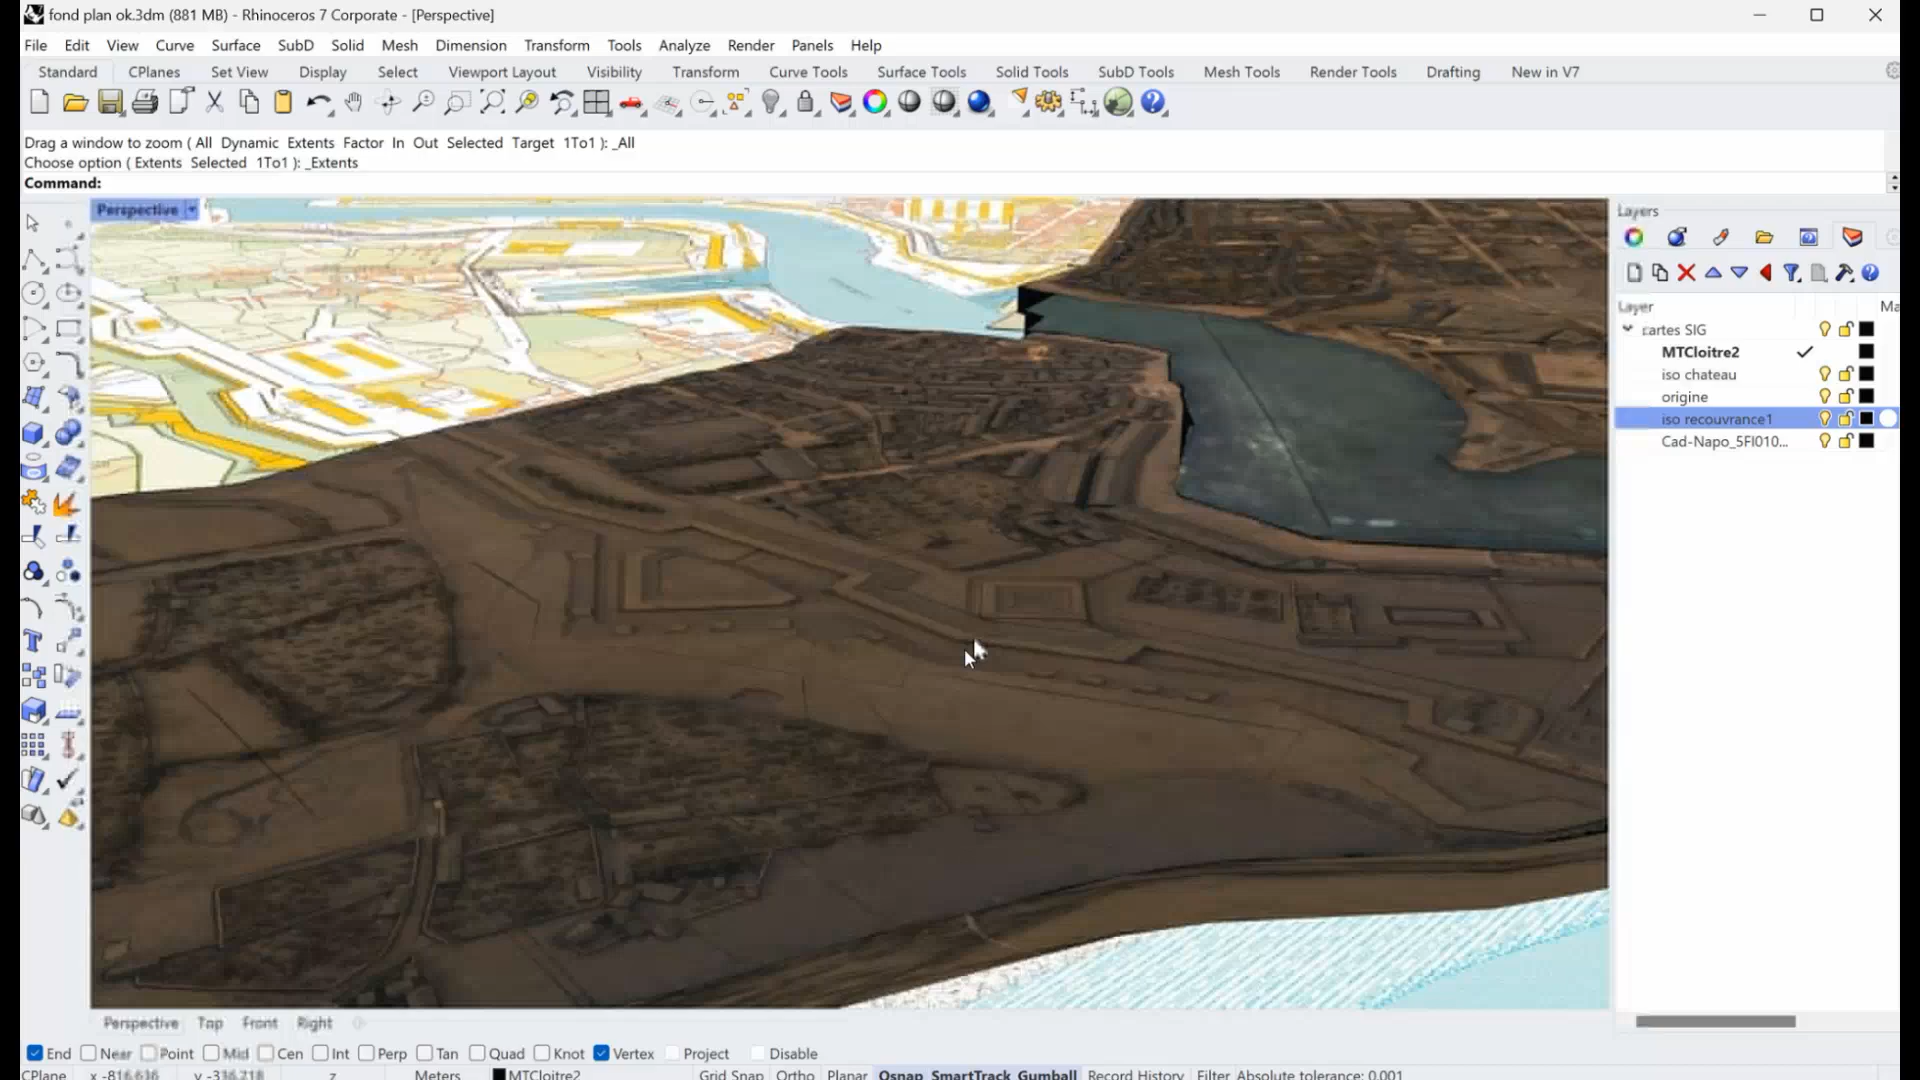 fond plan ok.3dm (881 MB) - Rhinoceros 7 Corporate - [Perspective]
File Edit View Curve Surface SubD Solid Mesh Dimension Transform Tools Analyze Render Panels Help
Standard CPlanes Set View Display Select Viewport Layout Visibility Transform Curve Tools Surface Tools Solid Tools SubD Tools Mesh Tools Render Tools Drafting New in V7
Drag a window to zoom ( All Dynamic Extents Factor In Out Selected Target 1To1 ): _All
Choose option ( Extents Selected 1To1 ): _Extents
Command:
Perspective
Layers
Layer Ma
cartes SIG
MTCloitre2
iso chateau
origine
iso recouvrance1
Cad-Napo_5FI010...
Perspective Top Front Right
End Near Point Mid Cen Int Perp Tan Quad Knot Vertex Project Disable
CPlane x -816.636 y -336.718 z Meters MTCloitre2 Grid Snap Ortho Planar Osnap SmartTrack Gumball Record History Filter Absolute tolerance: 0.001